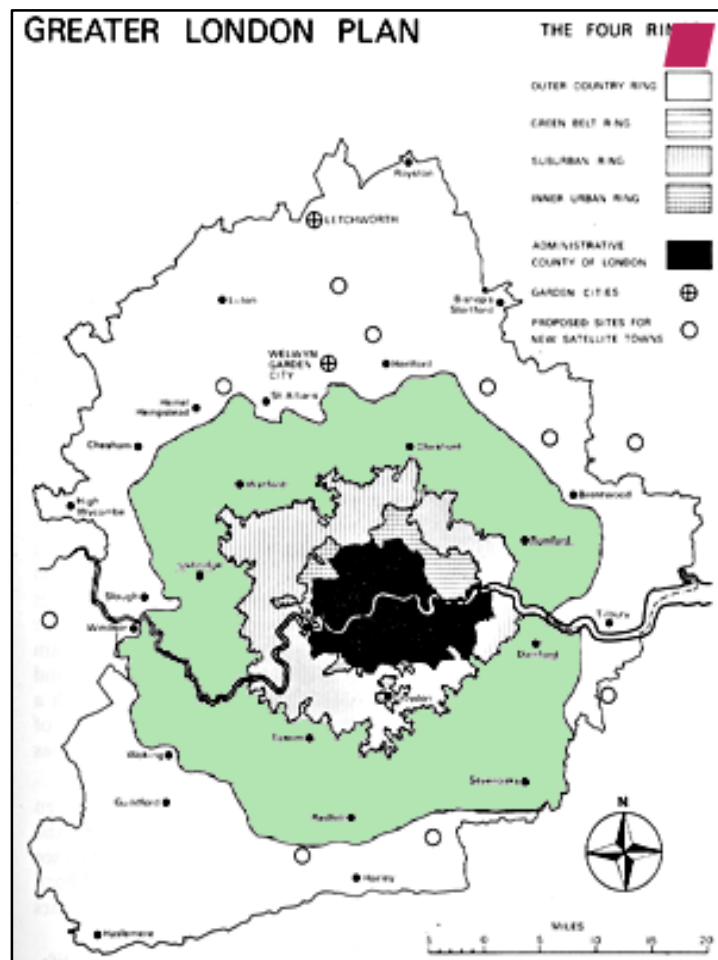 GREATER LONDON PLAN
THE FOUR
OUTER COUNTRY RING
GREEN BELT RING
SUBURBAN RING
INNER URBAN RING
ADMINISTRATIVE
COUNTY OF LONDON
GARDEN CITIES
PROPOSED SITES FOR
NEW SATELLITE TOWNS
Royston
LETCHWORTH
Luton
Bishops
Stortford
WELWYN
GARDEN
CITY
Hertford
Hemel
Hempstead
St Albans
Chesham
Cheshunt
Watford
High
Wycombe
Brentwood
Romford
Uxbridge
Slough
Windsor
Tilbury
Dartford
Croydon
Epsom
Woking
Guildford
Sevenoaks
Redhill
Horley
Haslemere
N
MILES
5 0 5 10 15 20